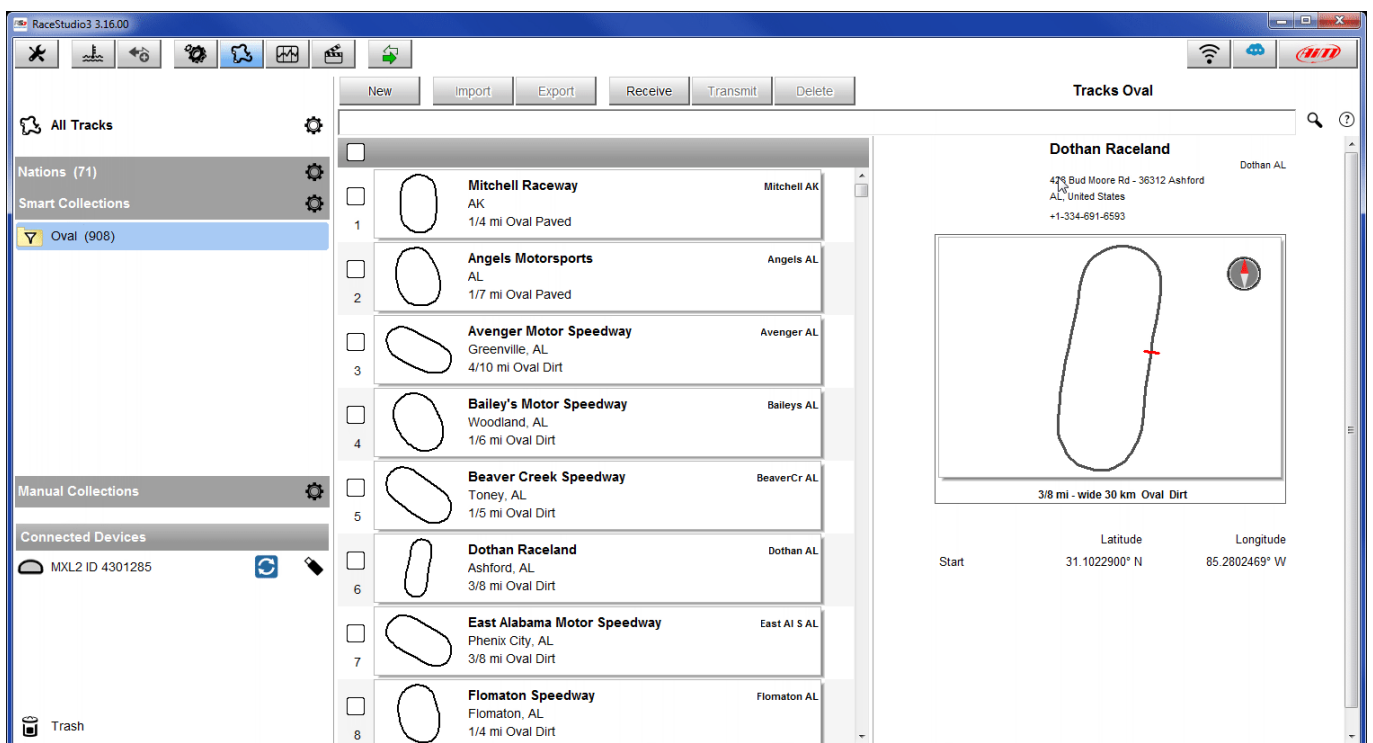 RaceStudio3 3.16.00
AiM
New Import Export Receive Transmit Delete
Tracks Oval
All Tracks
Nations (71)
Smart Collections
Oval (908)
Manual Collections
Connected Devices
MXL2 ID 4301285
Trash
Mitchell Raceway
Mitchell AK
AK
1/4 mi Oval Paved
1
Angels Motorsports
Angels AL
AL
1/7 mi Oval Paved
2
Avenger Motor Speedway
Avenger AL
Greenville, AL
4/10 mi Oval Dirt
3
Bailey's Motor Speedway
Baileys AL
Woodland, AL
1/6 mi Oval Dirt
4
Beaver Creek Speedway
BeaverCr AL
Toney, AL
1/5 mi Oval Dirt
5
Dothan Raceland
Dothan AL
Ashford, AL
3/8 mi Oval Dirt
6
East Alabama Motor Speedway
East Al S AL
Phenix City, AL
3/8 mi Oval Dirt
7
Flomaton Speedway
Flomaton AL
Flomaton, AL
1/4 mi Oval Dirt
8
Dothan Raceland
Dothan AL
Bud Moore Rd - 36312 Ashford
AL, United States
+1-334-691-6593
3/8 mi - wide 30 km Oval Dirt
Latitude Longitude
Start 31.1022900° N 85.2802469° W